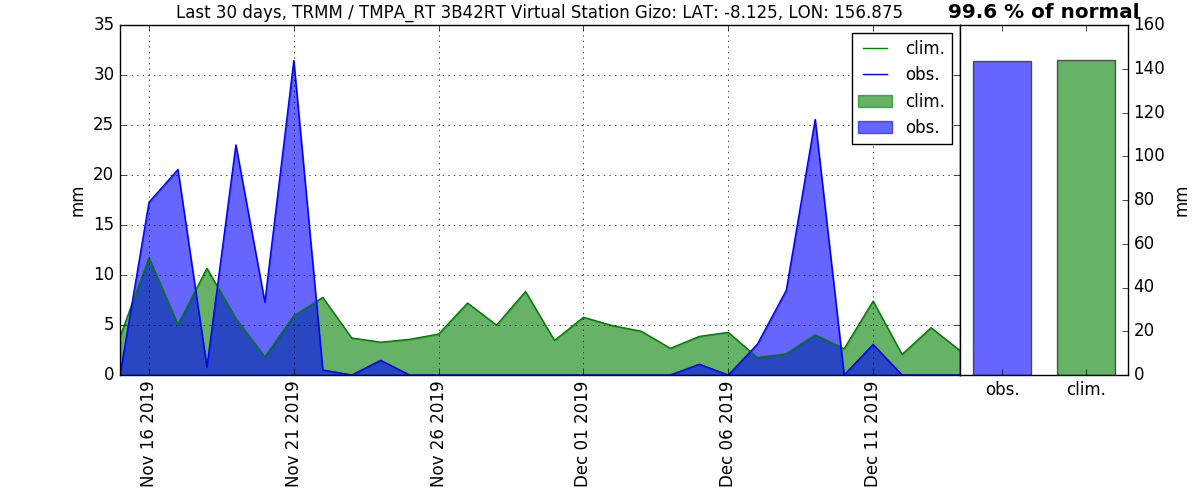 Last 30 days, TRMM / TMPA_RT 3B42RT Virtual Station Gizo: LAT: -8.125, LON: 156.875
99.6 % of normal
35
30
25
20
15
10
5
0
mm
clim.
obs.
clim.
obs.
160
140
120
100
80
60
40
20
0
mm
obs.
clim.
Nov 16 2019
Nov 21 2019
Nov 26 2019
Dec 01 2019
Dec 06 2019
Dec 11 2019